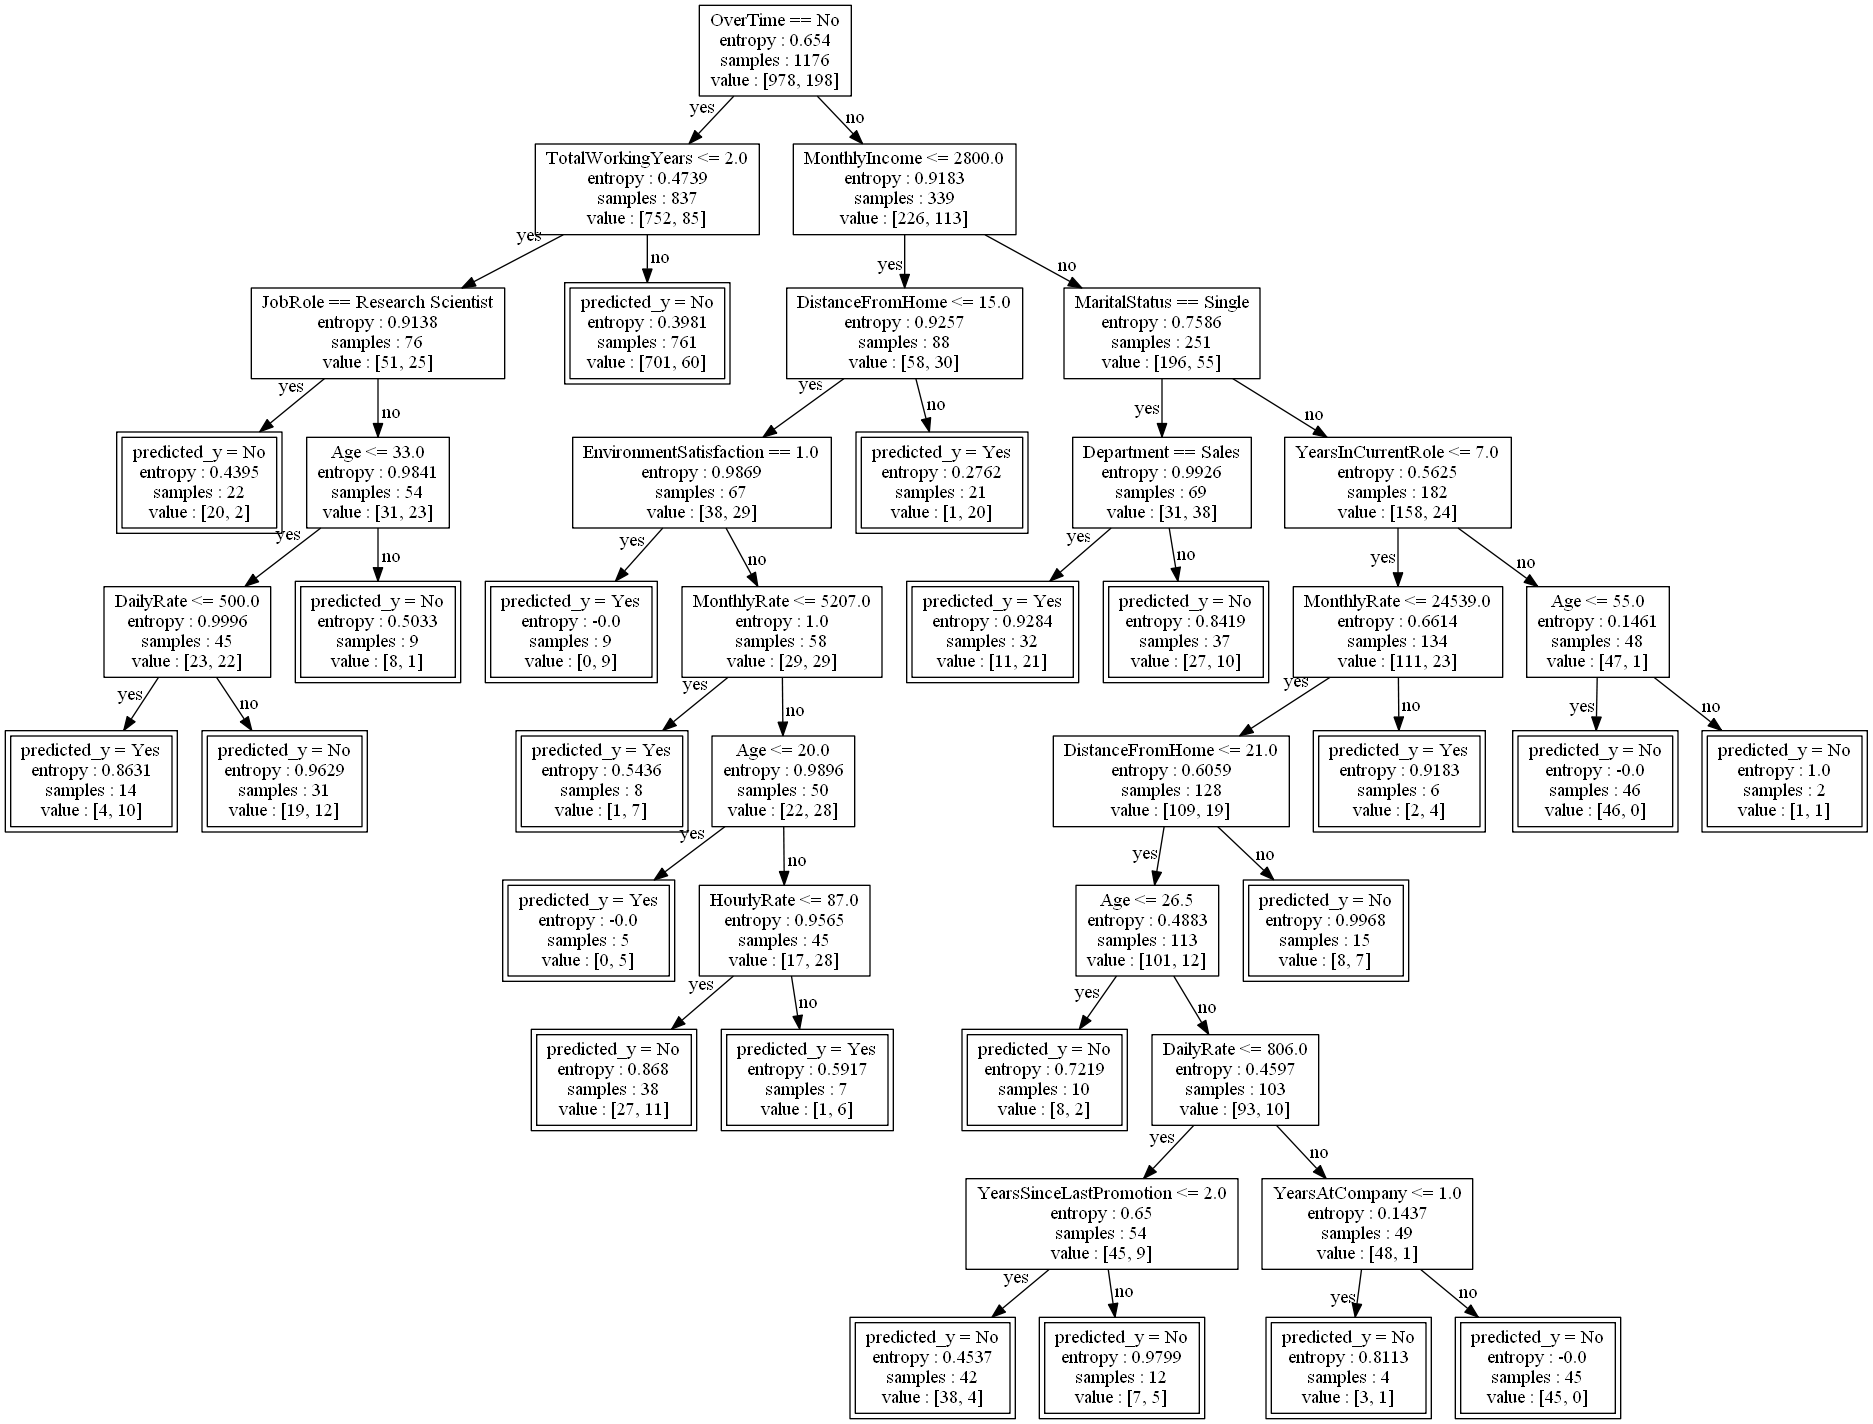 OverTime == No
entropy : 0.654
samples : 1176
value : [978, 198]
yes
no
TotalWorkingYears <= 2.0
entropy : 0.4739
samples : 837
value : [752, 85]
MonthlyIncome <= 2800.0
entropy : 0.9183
samples : 339
value : [226, 113]
yes
no
yes
no
JobRole == Research Scientist
entropy : 0.9138
samples : 76
value : [51, 25]
predicted_y = No
entropy : 0.3981
samples : 761
value : [701, 60]
DistanceFromHome <= 15.0
entropy : 0.9257
samples : 88
value : [58, 30]
MaritalStatus == Single
entropy : 0.7586
samples : 251
value : [196, 55]
yes
no
yes
no
yes
no
predicted_y = No
entropy : 0.4395
samples : 22
value : [20, 2]
Age <= 33.0
entropy : 0.9841
samples : 54
value : [31, 23]
EnvironmentSatisfaction == 1.0
entropy : 0.9869
samples : 67
value : [38, 29]
predicted_y = Yes
entropy : 0.2762
samples : 21
value : [1, 20]
Department == Sales
entropy : 0.9926
samples : 69
value : [31, 38]
YearsInCurrentRole <= 7.0
entropy : 0.5625
samples : 182
value : [158, 24]
yes
no
yes
no
yes
no
yes
no
DailyRate <= 500.0
entropy : 0.9996
samples : 45
value : [23, 22]
predicted_y = No
entropy : 0.5033
samples : 9
value : [8, 1]
predicted_y = Yes
entropy : -0.0
samples : 9
value : [0, 9]
MonthlyRate <= 5207.0
entropy : 1.0
samples : 58
value : [29, 29]
predicted_y = Yes
entropy : 0.9284
samples : 32
value : [11, 21]
predicted_y = No
entropy : 0.8419
samples : 37
value : [27, 10]
MonthlyRate <= 24539.0
entropy : 0.6614
samples : 134
value : [111, 23]
Age <= 55.0
entropy : 0.1461
samples : 48
value : [47, 1]
yes
no
yes
no
yes
no
yes
no
predicted_y = Yes
entropy : 0.8631
samples : 14
value : [4, 10]
predicted_y = No
entropy : 0.9629
samples : 31
value : [19, 12]
predicted_y = Yes
entropy : 0.5436
samples : 8
value : [1, 7]
Age <= 20.0
entropy : 0.9896
samples : 50
value : [22, 28]
DistanceFromHome <= 21.0
entropy : 0.6059
samples : 128
value : [109, 19]
predicted_y = Yes
entropy : 0.9183
samples : 6
value : [2, 4]
predicted_y = No
entropy : -0.0
samples : 46
value : [46, 0]
predicted_y = No
entropy : 1.0
samples : 2
value : [1, 1]
yes
no
yes
no
predicted_y = Yes
entropy : -0.0
samples : 5
value : [0, 5]
HourlyRate <= 87.0
entropy : 0.9565
samples : 45
value : [17, 28]
Age <= 26.5
entropy : 0.4883
samples : 113
value : [101, 12]
predicted_y = No
entropy : 0.9968
samples : 15
value : [8, 7]
yes
no
yes
no
predicted_y = No
entropy : 0.868
samples : 38
value : [27, 11]
predicted_y = Yes
entropy : 0.5917
samples : 7
value : [1, 6]
predicted_y = No
entropy : 0.7219
samples : 10
value : [8, 2]
DailyRate <= 806.0
entropy : 0.4597
samples : 103
value : [93, 10]
yes
no
YearsSinceLastPromotion <= 2.0
entropy : 0.65
samples : 54
value : [45, 9]
YearsAtCompany <= 1.0
entropy : 0.1437
samples : 49
value : [48, 1]
yes
no
yes
no
predicted_y = No
entropy : 0.4537
samples : 42
value : [38, 4]
predicted_y = No
entropy : 0.9799
samples : 12
value : [7, 5]
predicted_y = No
entropy : 0.8113
samples : 4
value : [3, 1]
predicted_y = No
entropy : -0.0
samples : 45
value : [45, 0]